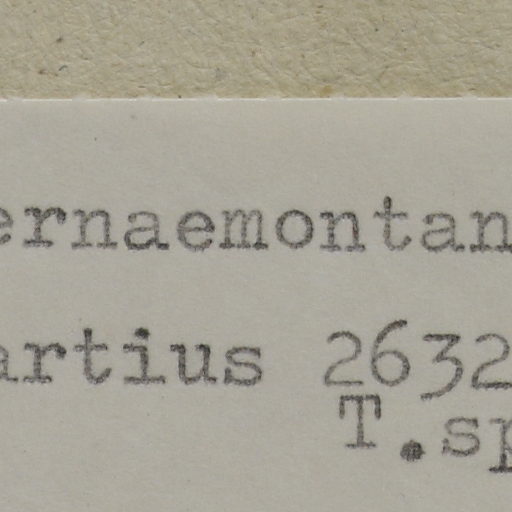 ernaemontan
artius 2632
T.sp